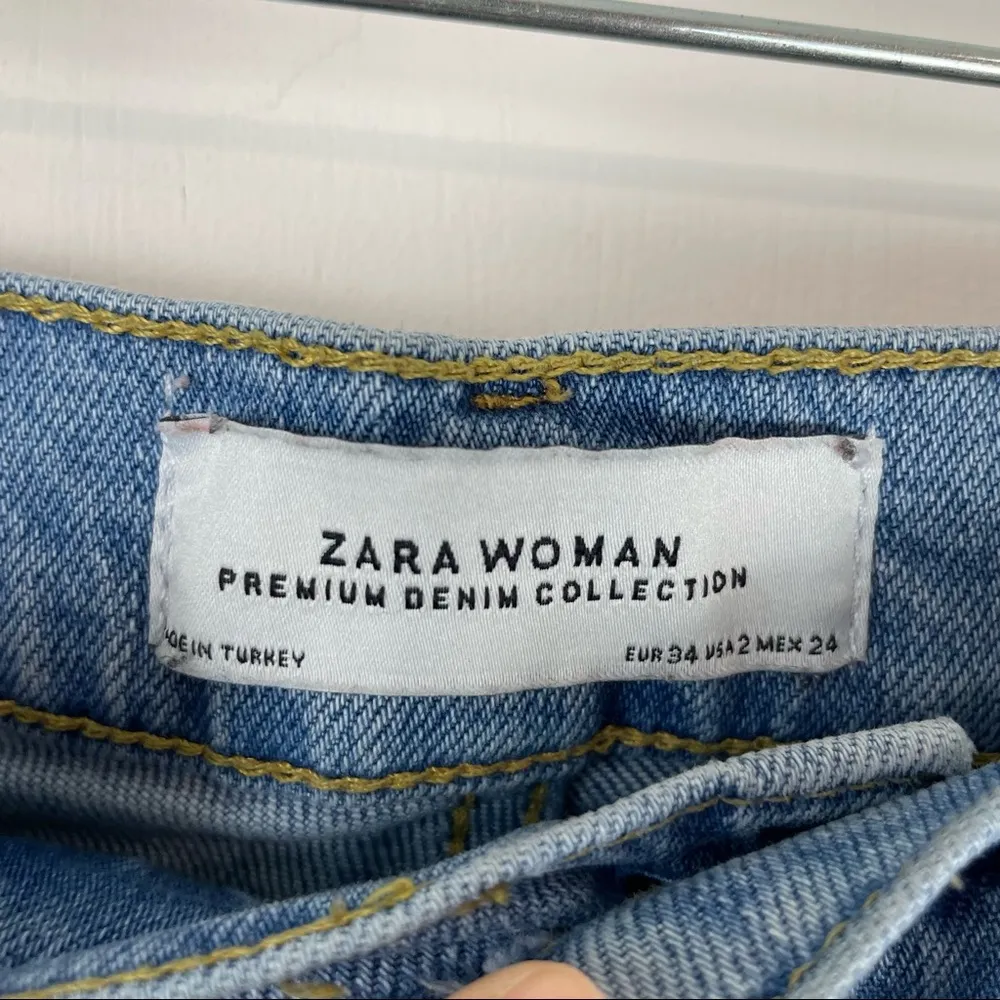 ZARA WOMAN
PREMIUM DENIM COLLECTION
IN TURKEY
EUR 34 USA 2 MEX 24